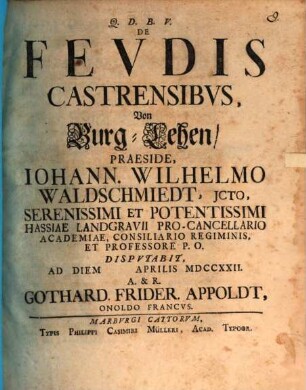 Q. D. B. V.
DE
FEVDIS
CASTRENSIBVS,
Von
Burg-Lehen/
PRAESIDE,
IOHANN. WILHELMO
WALDSCHMIEDT, JCTO,
SERENISSIMI ET POTENTISSIMI
HASSIAE LANDGRAVII PRO-CANCELLARIO
ACADEMIAE, CONSILIARIO REGIMINIS,
ET PROFESSORE P. O.
DISPVTABIT,
AD DIEM APRILIS MDCCXXII.
A. & R.
GOTHARD. FRIDER. APPOLDT,
ONOLDO FRANCVS.
MARBVRGI CATTORVM,
TYPIS PHILIPPI CASIMIRI MÜLLERI, ACAD. TYPOGR.